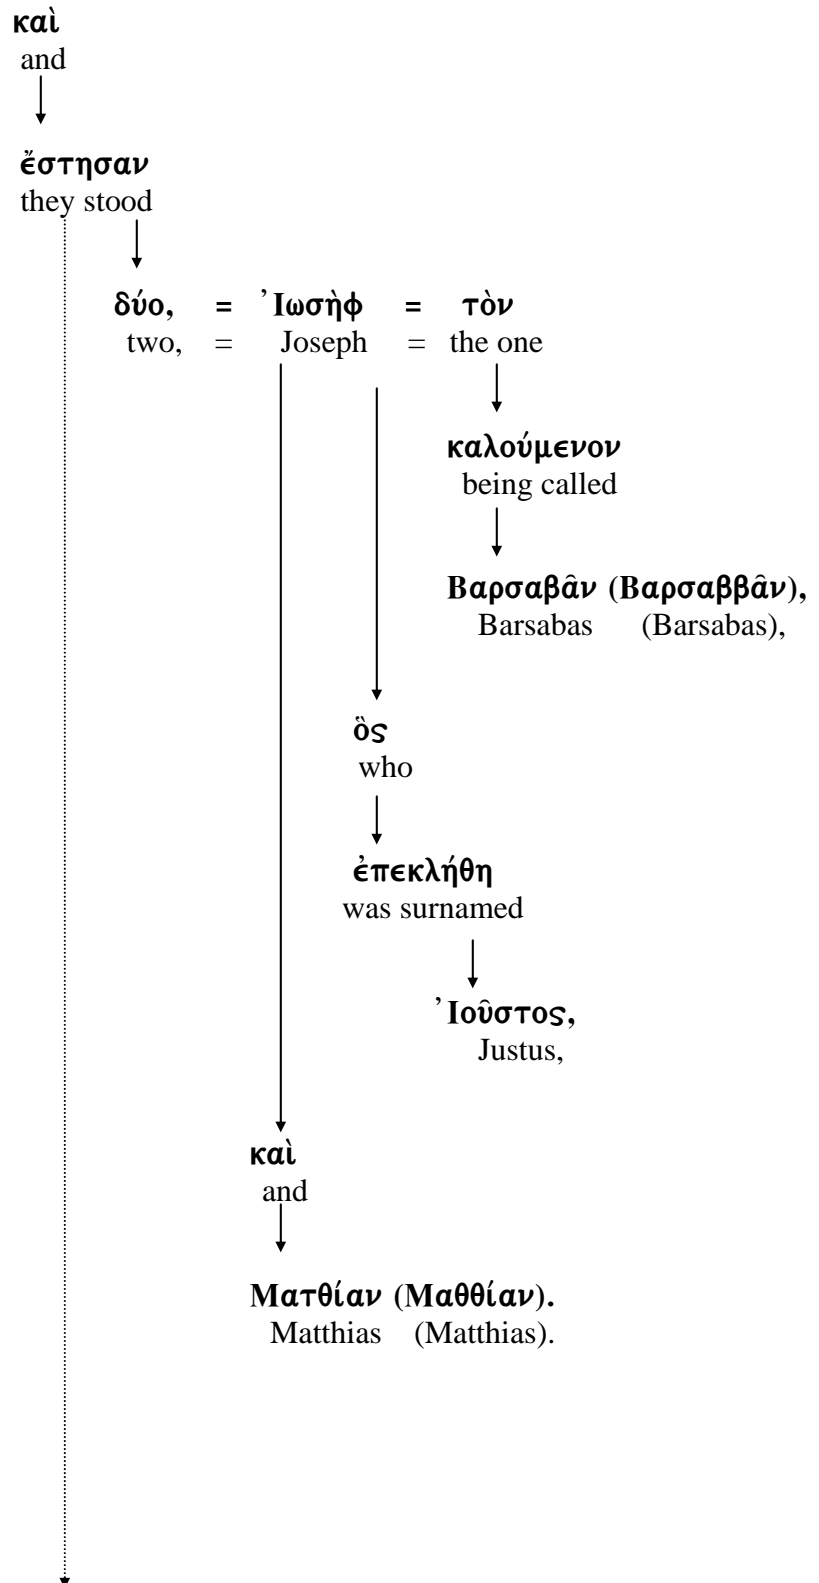 καὶ
and
ἔστησαν
they stood
δύο, = Ἰωσὴφ = τὸν
two, = Joseph = the one
καλούμενον
being called
Βαρσαβᾶν (Βαρσαββᾶν),
Barsabas (Barsabas),
ὃς
who
ἐπεκλήθη
was surnamed
Ἰοῦστος,
Justus,
καὶ
and
Ματθίαν (Μαθθίαν).
Matthias (Matthias).